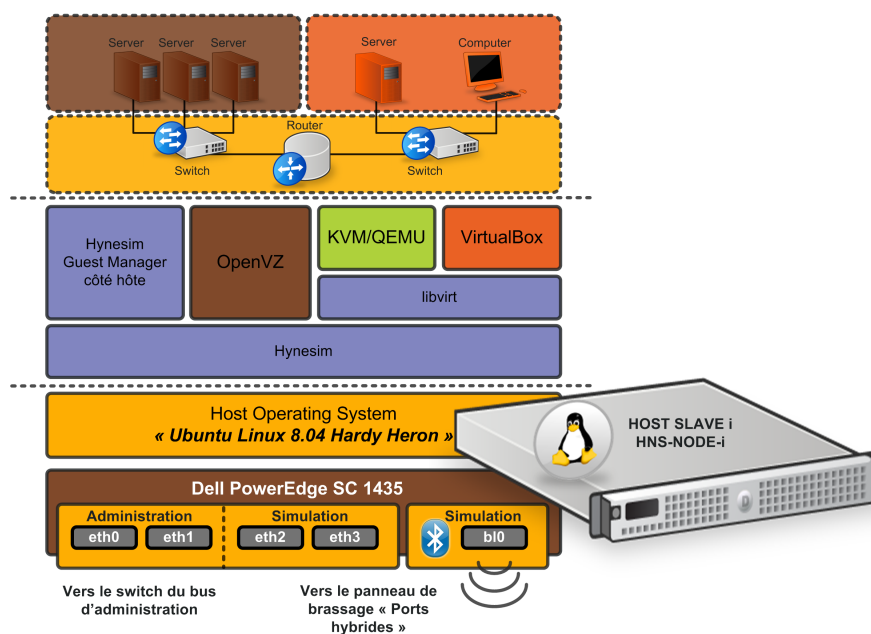 Server Server Server
Server Computer
Router
Switch
Switch
Hynesim
Guest Manager
côté hôte
OpenVZ
KVM/QEMU
VirtualBox
libvirt
Hynesim
Host Operating System
« Ubuntu Linux 8.04 Hardy Heron »
HOST SLAVE i
HNS-NODE-i
Dell PowerEdge SC 1435
Administration
eth0 eth1
Simulation
eth2 eth3
Simulation
bl0
Vers le switch du bus
d'administration
Vers le panneau de
brassage « Ports
hybrides »